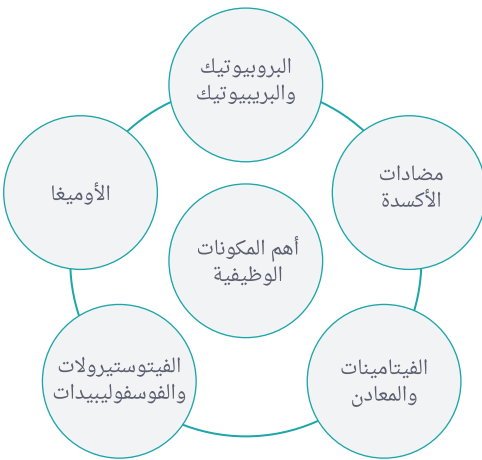 البروبيوتيك
والبريبيوتيك
مضادات
الأكسدة
الأوميغا
أهم المكونات
الوظيفية
الفيتامينات
والمعادن
الفيتوستيرولات
والفوسفوليبيدات